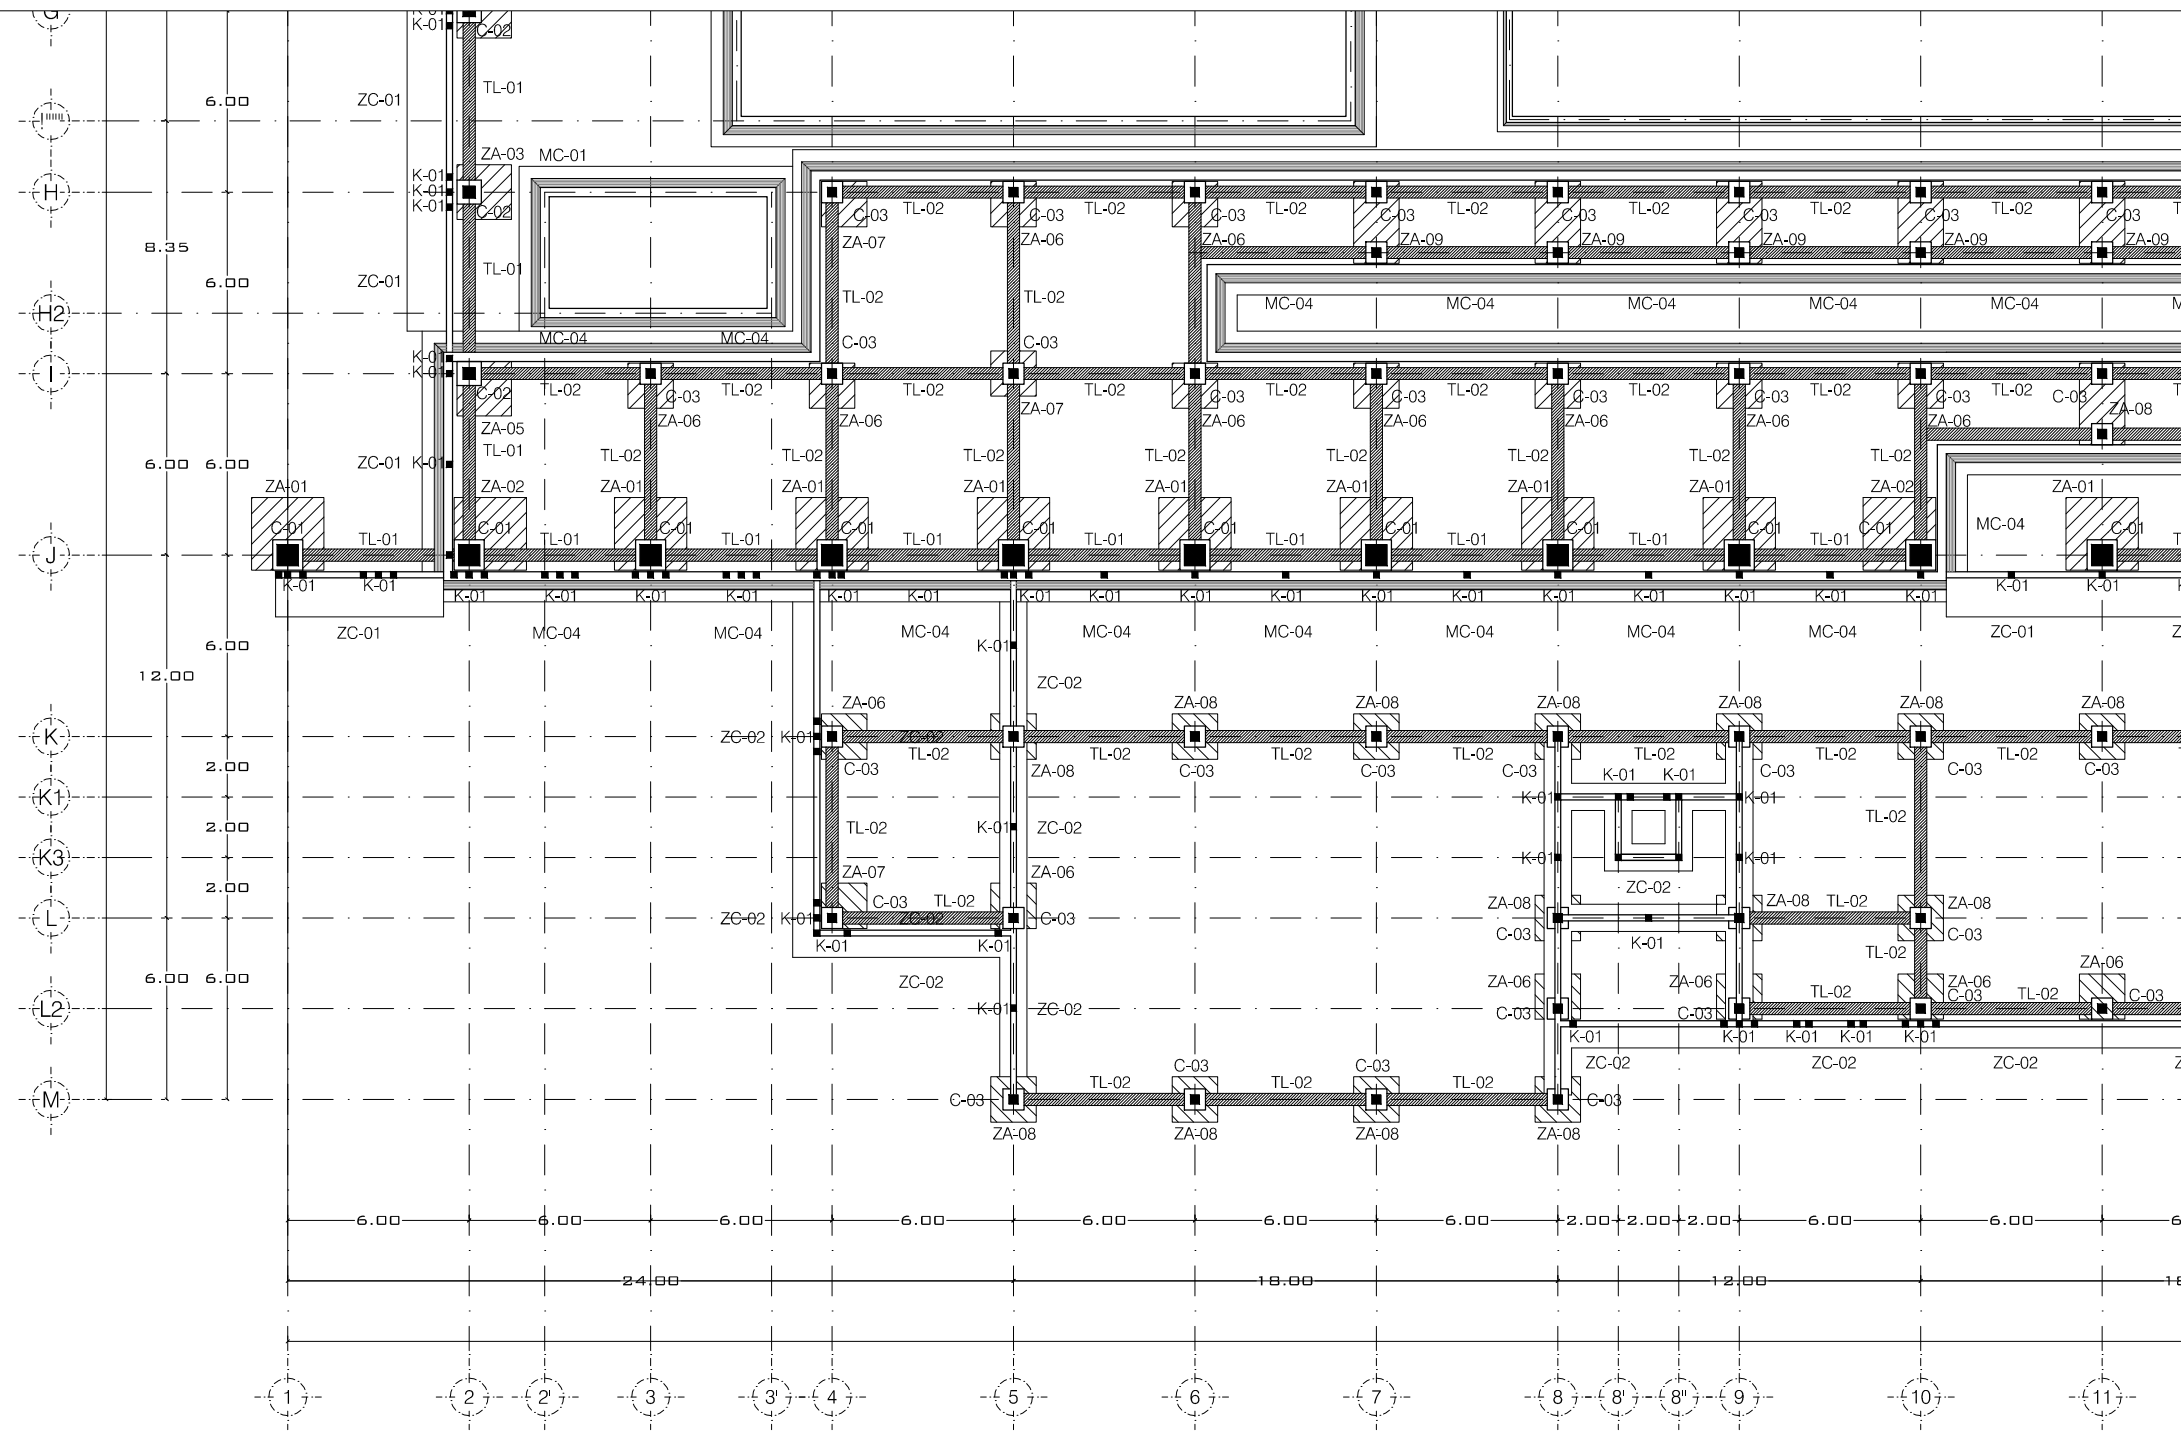 G K-01 C-02
K-01
TL-01
6.00 ZC-01
ZA-03 MC-01
K-01
H K-01
K-01 C-02 C-03 TL-02 C-03 TL-02 C-03 TL-02 C-03 TL-02 C-03 TL-02 C-03 TL-02 C-03 TL-02 C-03
8.35 ZA-07 ZA-06 ZA-06 ZA-09 ZA-09 ZA-09 ZA-09 ZA-09
TL-01
6.00 ZC-01
TL-02 TL-02 MC-04 MC-04 MC-04 MC-04 MC-04
H2
MC-04 MC-04 C-03 C-03
K-01
I K-01
C-02 TL-02 C-03 TL-02 TL-02 TL-02 C-03 TL-02 C-03 TL-02 C-03 TL-02 C-03 TL-02 C-03 TL-02 C-03
ZA-07 ZA-08
ZA-05 ZA-06 ZA-06 ZA-06 ZA-06 ZA-06 ZA-06 ZA-06
TL-01 TL-02 TL-02 TL-02 TL-02 TL-02 TL-02 TL-02 TL-02
6.00 6.00 ZC-01 K-01
ZA-01 ZA-02 ZA-01 ZA-01 ZA-01 ZA-01 ZA-01 ZA-01 ZA-01 ZA-02 ZA-01
C-01 C-01 C-01 C-01 C-01 C-01 C-01 C-01 C-01 C-01 MC-04 C-01
TL-01 TL-01 TL-01 TL-01 TL-01 TL-01 TL-01 TL-01 TL-01
J
K-01 K-01 K-01 K-01
K-01 K-01 K-01 K-01 K-01 K-01 K-01 K-01 K-01 K-01 K-01 K-01 K-01 K-01 K-01 K-01 K-01
ZC-01 MC-04 MC-04 MC-04 MC-04 MC-04 MC-04 MC-04 MC-04 ZC-01
6.00 K-01
12.00
ZC-02
ZA-06 ZA-08 ZA-08 ZA-08 ZA-08 ZA-08 ZA-08
K ZC-02 K-01 ZC-02
TL-02 TL-02 TL-02 TL-02 TL-02 TL-02 TL-02
2.00 C-03 ZA-08 C-03 C-03 C-03 K-01 K-01 C-03 C-03 C-03
K1 K-01 K-01
2.00 TL-02 K-01 ZC-02 TL-02
K3 K-01 K-01
ZA-07 ZA-06
2.00 C-03 TL-02 ZC-02
ZA-08 ZA-08 TL-02 ZA-08
L ZC-02 K-01 ZC-02 C-03
C-03 C-03
K-01 K-01 K-01
TL-02
ZA-06
6.00 6.00 ZC-02 ZA-06 ZA-06 ZA-06
TL-02 C-03 TL-02 C-03
L2 K-01 ZC-02 C-03 C-03
K-01 K-01 K-01 K-01 K-01
C-03 C-03 ZC-02 ZC-02 ZC-02
TL-02 TL-02 TL-02
M C-03 C-03
ZA-08 ZA-08 ZA-08 ZA-08
6.00 6.00 6.00 6.00 6.00 6.00 6.00 2.00 2.00 2.00 6.00 6.00
24.00 18.00 12.00
1 2 2' 3 3' 4 5 6 7 8 8' 8" 9 10 11